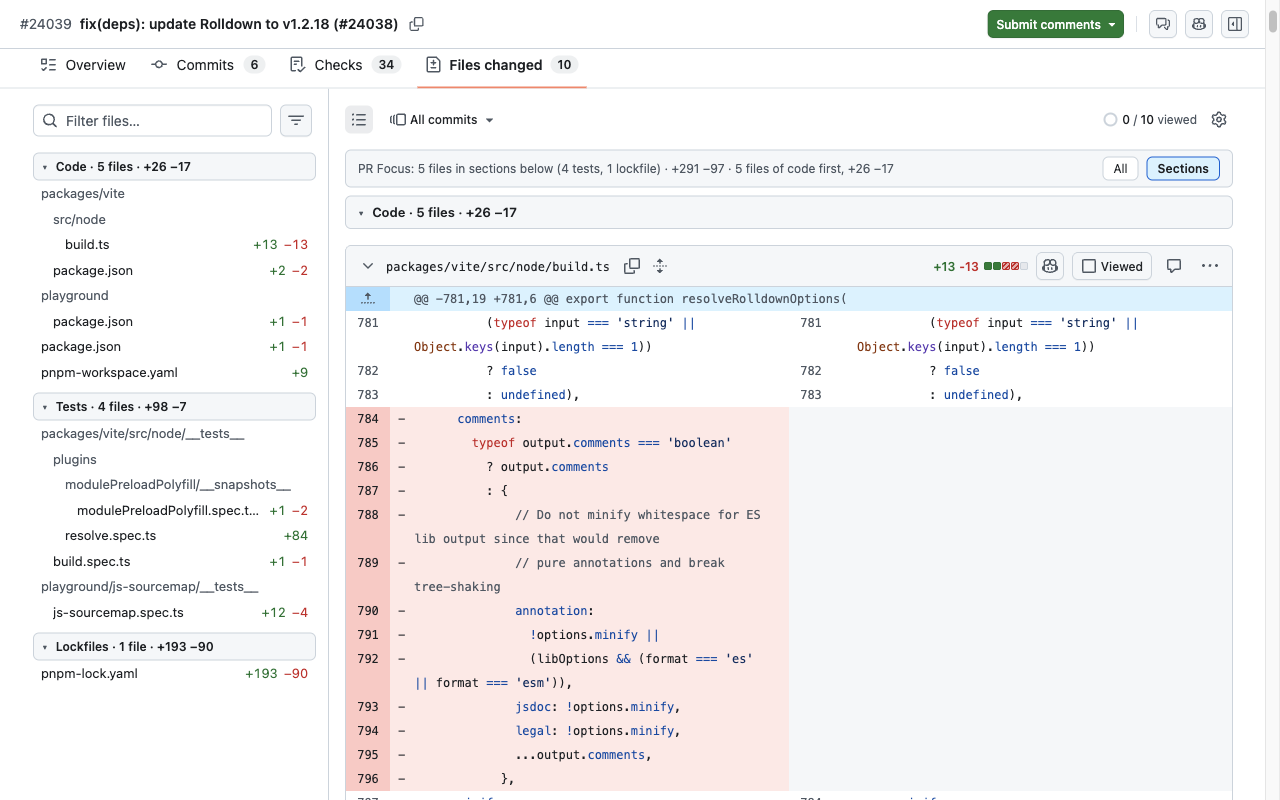 #24039 fix(deps): update Rolldown to v1.2.18 (#24038)
Submit comments
Overview
Commits 6
Checks 34
Files changed 10
Filter files...
All commits
0 / 10 viewed
Code · 5 files · +26 −17
packages/vite
src/node
build.ts +13 −13
package.json +2 −2
playground
package.json +1 −1
package.json +1 −1
pnpm-workspace.yaml +9
Tests · 4 files · +98 −7
packages/vite/src/node/__tests__
plugins
modulePreloadPolyfill/__snapshots__
modulePreloadPolyfill.spec.t... +1 −2
resolve.spec.ts +84
build.spec.ts +1 −1
playground/js-sourcemap/__tests__
js-sourcemap.spec.ts +12 −4
Lockfiles · 1 file · +193 −90
pnpm-lock.yaml +193 −90
PR Focus: 5 files in sections below (4 tests, 1 lockfile) · +291 −97 · 5 files of code first, +26 −17
All
Sections
Code · 5 files · +26 −17
packages/vite/src/node/build.ts
+13 -13
Viewed
@@ −781,19 +781,6 @@ export function resolveRolldownOptions(
781 (typeof input === 'string' || 781 (typeof input === 'string' ||
Object.keys(input).length === 1)) Object.keys(input).length === 1))
782 ? false 782 ? false
783 : undefined), 783 : undefined),
784 − comments:
785 − typeof output.comments === 'boolean'
786 − ? output.comments
787 − : {
788 − // Do not minify whitespace for ES
lib output since that would remove
789 − // pure annotations and break
tree-shaking
790 − annotation:
791 − !options.minify ||
792 − (libOptions && (format === 'es'
|| format === 'esm')),
793 − jsdoc: !options.minify,
794 − legal: !options.minify,
795 − ...output.comments,
796 − },